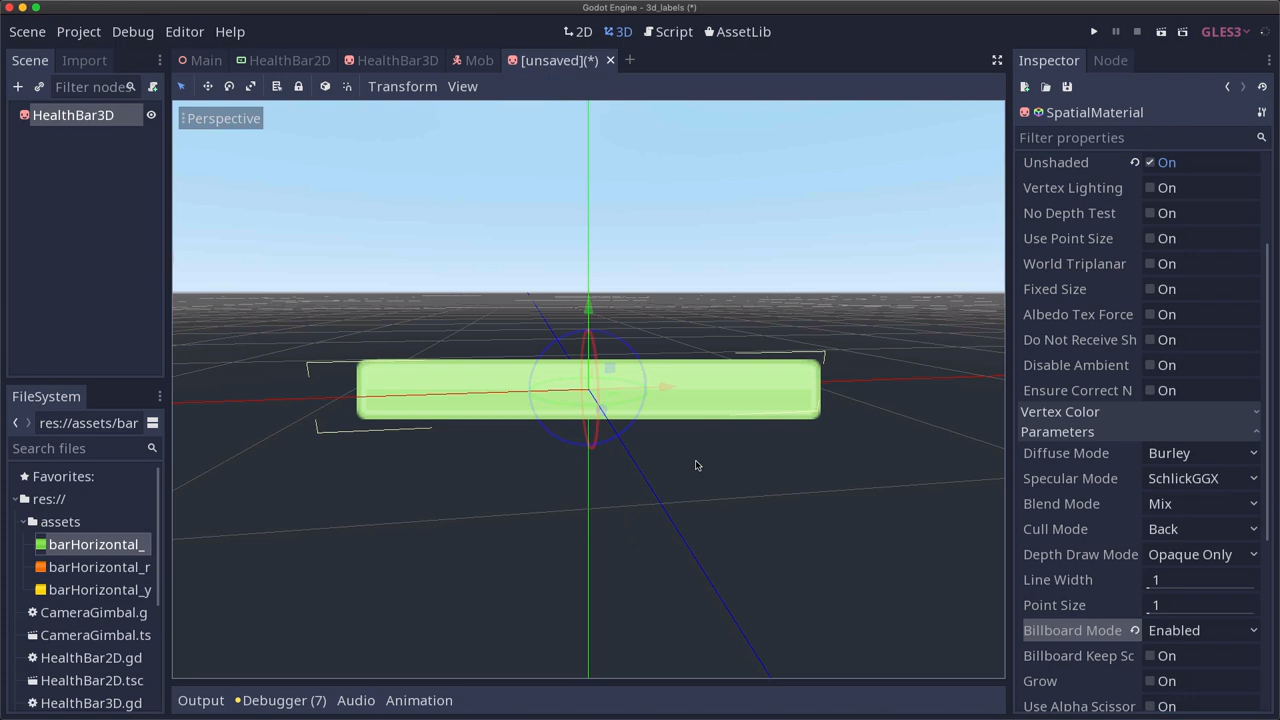 Godot Engine - 3d_labels (*)
Scene Project Debug Editor Help
2D 3D Script AssetLib
GLES3
Scene Import
Main HealthBar2D HealthBar3D Mob [unsaved](*)
Inspector Node
Filter nodes
Transform View
HealthBar3D
Perspective
SpatialMaterial
Filter properties
Unshaded On
Vertex Lighting On
No Depth Test On
Use Point Size On
World Triplanar On
Fixed Size On
Albedo Tex Force On
Do Not Receive Sh On
Disable Ambient On
Ensure Correct N On
Vertex Color
Parameters
Diffuse Mode Burley
Specular Mode SchlickGGX
Blend Mode Mix
Cull Mode Back
Depth Draw Mode Opaque Only
Line Width 1
Point Size 1
Billboard Mode Enabled
Billboard Keep Sc On
Grow On
Use Alpha Scissor On
FileSystem
res://assets/bar
Search files
Favorites:
res://
assets
barHorizontal_
barHorizontal_r
barHorizontal_y
CameraGimbal.g
CameraGimbal.ts
HealthBar2D.gd
HealthBar2D.tsc
HealthBar3D.gd
Output Debugger (7) Audio Animation